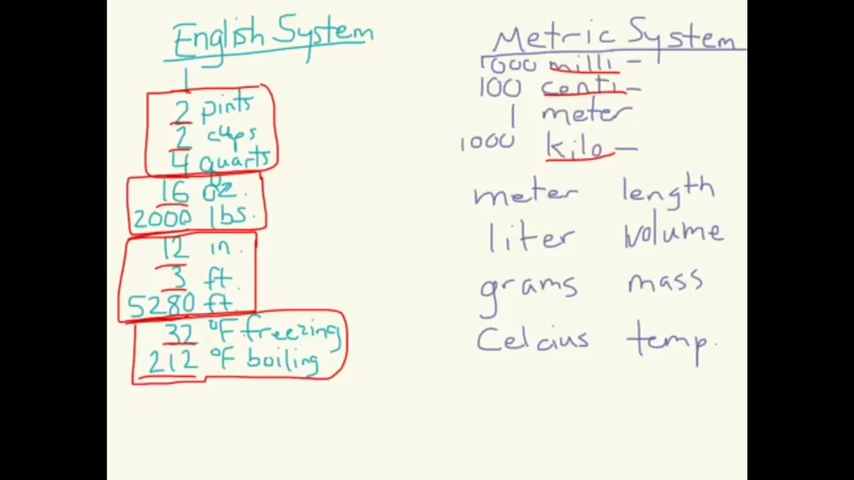 English System
1
2 pints
2 cups
4 quarts
16 oz.
2000 lbs.
12 in.
3 ft.
5280 ft.
32 °F freezing
212 °F boiling
Metric System
1000 milli -
100 centi -
1 meter
1000 kilo -
meter length
liter volume
grams mass
Celcius temp.